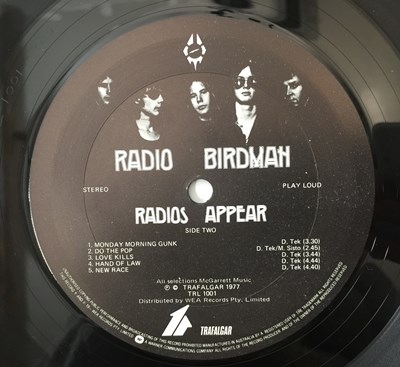 RADIO BIRDMAN
STEREO
PLAY LOUD
RADIOS APPEAR
SIDE TWO
1. MONDAY MORNING GUNK D. Tek (3.30)
2. DO THE POP D. Tek/M. Sisto (2.45)
3. LOVE KILLS D. Tek (4.44)
4. HAND OF LAW D. Tek (4.44)
5. NEW RACE D. Tek (4.40)
All selections McGarrett Music
℗ © TRAFALGAR 1977
TRL 1001
Distributed by WEA Records Pty. Limited
TRAFALGAR